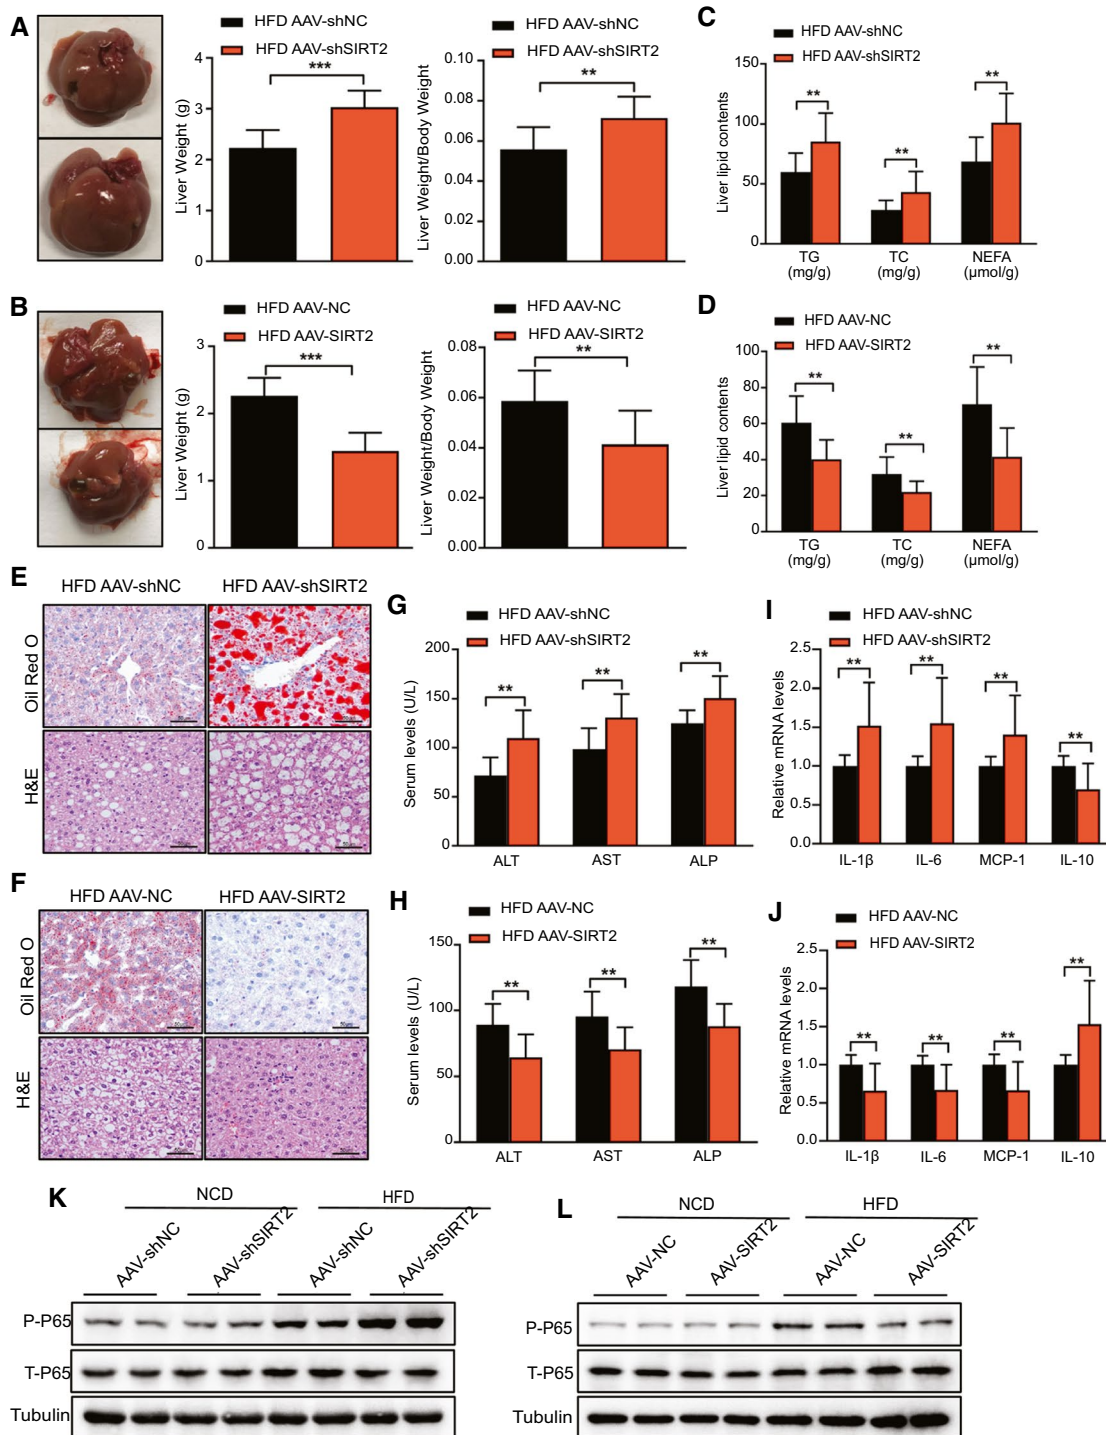 A
HFD AAV-shNC
HFD AAV-shSIRT2
Liver Weight (g)
4
3
2
1
0
***
HFD AAV-shNC
HFD AAV-shSIRT2
Liver Weight/Body Weight
0.10
0.08
0.06
0.04
0.02
0.00
**
C
HFD AAV-shNC
HFD AAV-shSIRT2
Liver lipid contents
150
100
50
0
**
**
**
TG
(mg/g)
TC
(mg/g)
NEFA
(µmol/g)
B
HFD AAV-NC
HFD AAV-SIRT2
Liver Weight (g)
3
2
1
0
***
HFD AAV-NC
HFD AAV-SIRT2
Liver Weight/Body Weight
0.08
0.06
0.04
0.02
0.00
**
D
HFD AAV-NC
HFD AAV-SIRT2
Liver lipid contents
100
80
60
40
20
0
**
**
**
TG
(mg/g)
TC
(mg/g)
NEFA
(µmol/g)
E
HFD AAV-shNC
HFD AAV-shSIRT2
Oil Red O
H&E
G
HFD AAV-shNC
HFD AAV-shSIRT2
Serum levels (U/L)
200
150
100
50
0
**
**
**
ALT
AST
ALP
I
HFD AAV-shNC
HFD AAV-shSIRT2
Relative mRNA levels
2.5
2.0
1.5
1.0
0.5
0.0
**
**
**
**
IL-1β
IL-6
MCP-1
IL-10
F
HFD AAV-NC
HFD AAV-SIRT2
Oil Red O
H&E
H
HFD AAV-NC
HFD AAV-SIRT2
Serum levels (U/L)
150
100
50
0
**
**
**
ALT
AST
ALP
J
HFD AAV-NC
HFD AAV-SIRT2
Relative mRNA levels
2.5
2.0
1.5
1.0
0.5
0.0
**
**
**
**
IL-1β
IL-6
MCP-1
IL-10
K
NCD
HFD
AAV-shNC
AAV-shSIRT2
AAV-shNC
AAV-shSIRT2
P-P65
T-P65
Tubulin
L
NCD
HFD
AAV-NC
AAV-SIRT2
AAV-NC
AAV-SIRT2
P-P65
T-P65
Tubulin